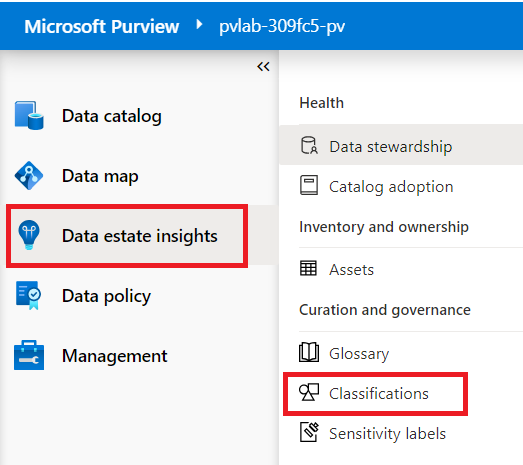 Microsoft Purview pvlab-309fc5-pv
Data catalog
Data map
Data estate insights
Data policy
Management
Health
Data stewardship
Catalog adoption
Inventory and ownership
Assets
Curation and governance
Glossary
Classifications
Sensitivity labels